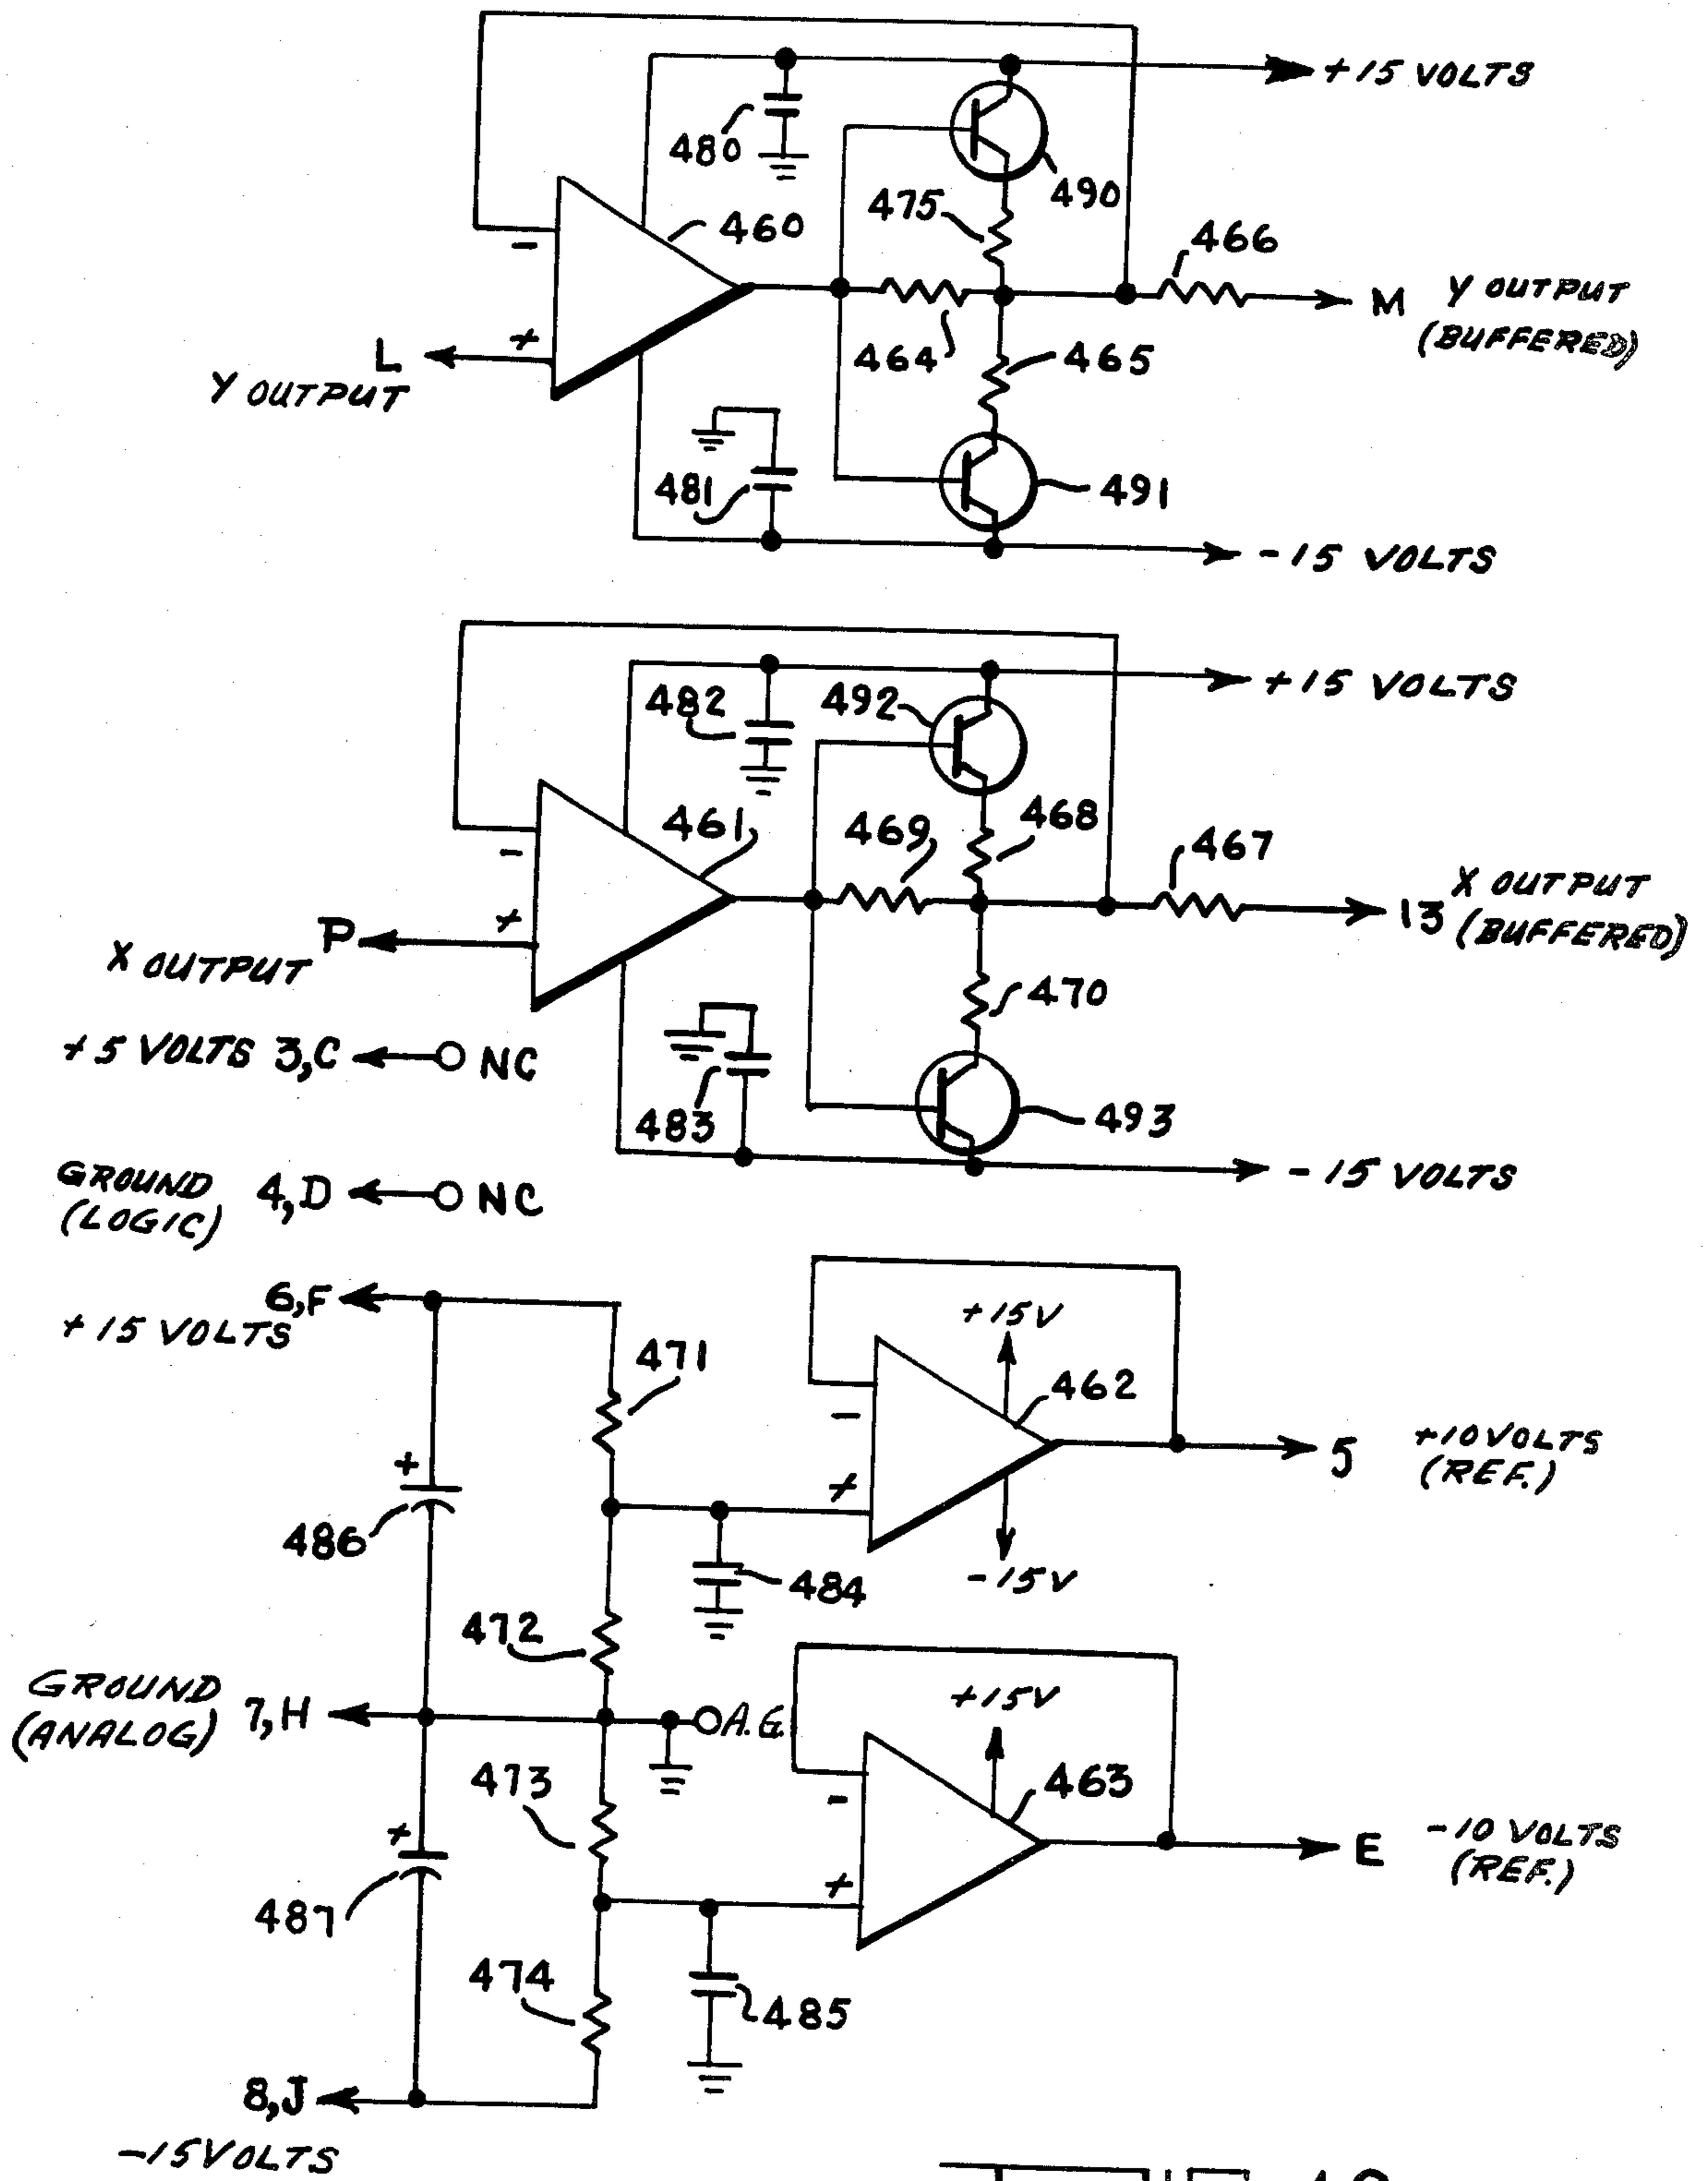 +15 VOLTS
480
490
475
460
466
-
M Y OUTPUT
(BUFFERED)
+
L
Y OUTPUT
464
465
481
491
-15 VOLTS
+15 VOLTS
482
492
461
469
468
467
-
X OUTPUT
13 (BUFFERED)
+
P
X OUTPUT
470
+5 VOLTS 3,C NC
483
493
-15 VOLTS
GROUND
(LOGIC)
4,D NC
6,F
+15 VOLTS
+15V
471
462
-
5 +10 VOLTS
(REF.)
+
+
486
-15V
484
472
GROUND
(ANALOG)
7,H
A.G.
+15V
473
463
-
+
E -10 VOLTS
(REF.)
+
487
474
485
8,J
-15 VOLTS